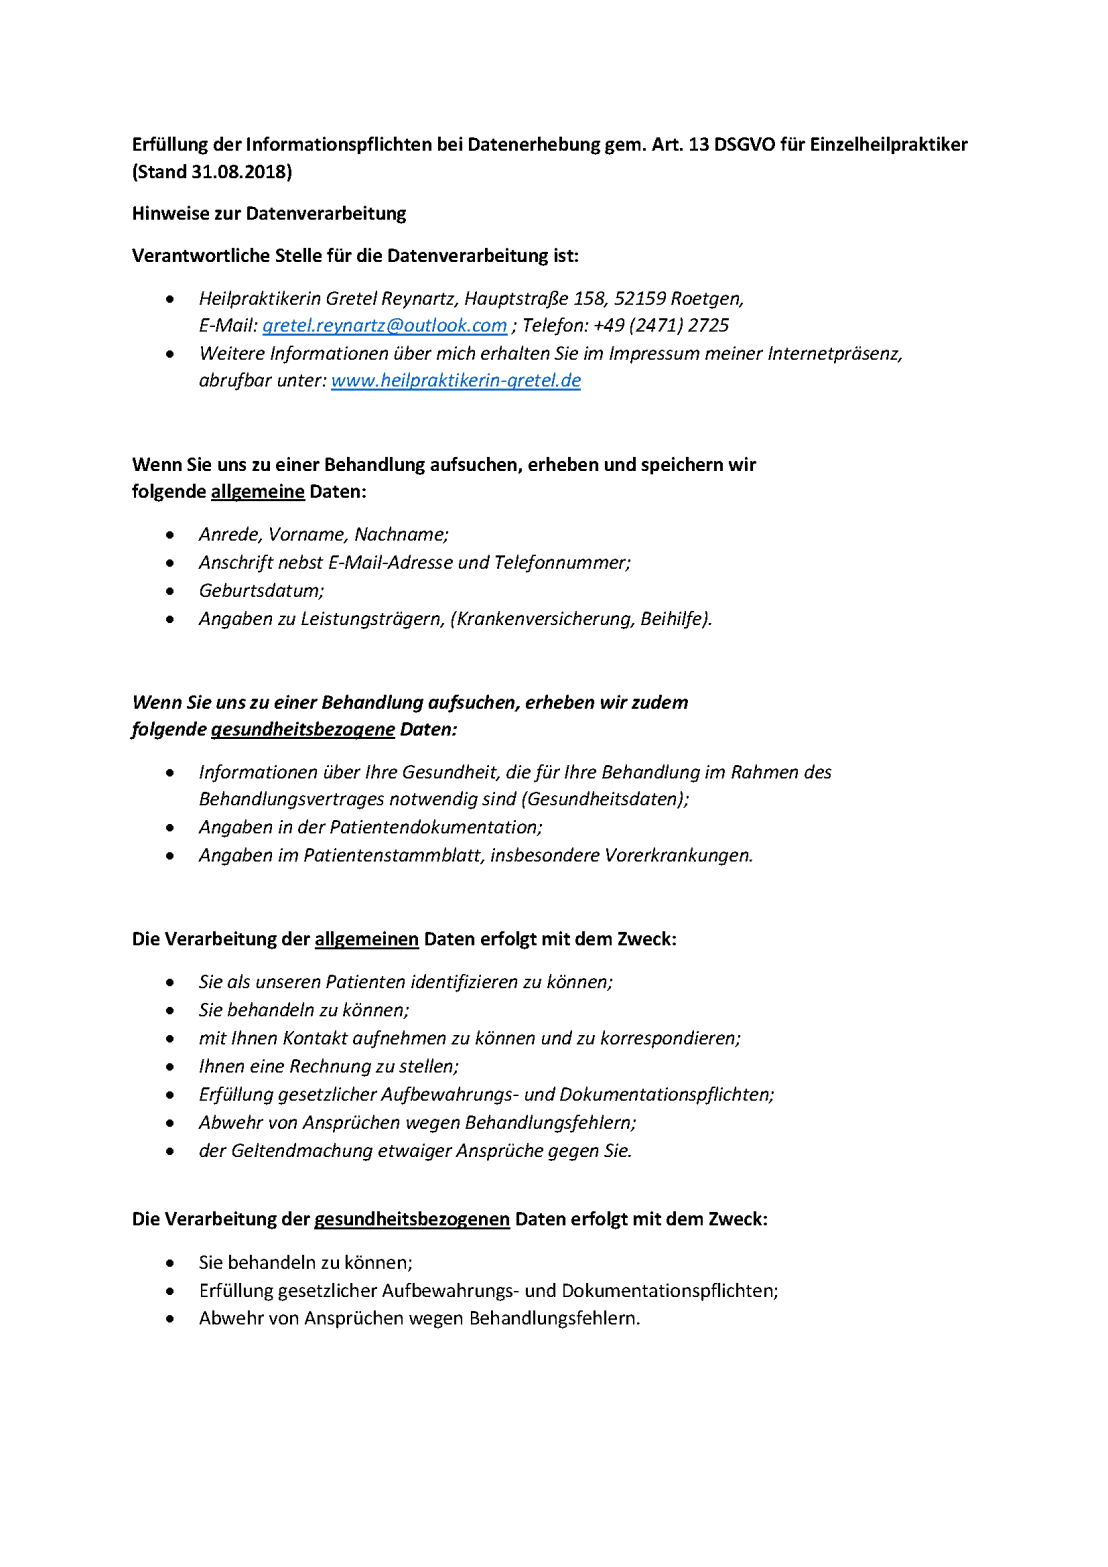 Erfüllung der Informationspflichten bei Datenerhebung gem. Art. 13 DSGVO für Einzelheilpraktiker
(Stand 31.08.2018)
Hinweise zur Datenverarbeitung
Verantwortliche Stelle für die Datenverarbeitung ist:
• Heilpraktikerin Gretel Reynartz, Hauptstraße 158, 52159 Roetgen,
E-Mail: gretel.reynartz@outlook.com ; Telefon: +49 (2471) 2725
• Weitere Informationen über mich erhalten Sie im Impressum meiner Internetpräsenz,
abrufbar unter: www.heilpraktikerin-gretel.de
Wenn Sie uns zu einer Behandlung aufsuchen, erheben und speichern wir
folgende allgemeine Daten:
• Anrede, Vorname, Nachname;
• Anschrift nebst E-Mail-Adresse und Telefonnummer;
• Geburtsdatum;
• Angaben zu Leistungsträgern, (Krankenversicherung, Beihilfe).
Wenn Sie uns zu einer Behandlung aufsuchen, erheben wir zudem
folgende gesundheitsbezogene Daten:
• Informationen über Ihre Gesundheit, die für Ihre Behandlung im Rahmen des
Behandlungsvertrages notwendig sind (Gesundheitsdaten);
• Angaben in der Patientendokumentation;
• Angaben im Patientenstammblatt, insbesondere Vorerkrankungen.
Die Verarbeitung der allgemeinen Daten erfolgt mit dem Zweck:
• Sie als unseren Patienten identifizieren zu können;
• Sie behandeln zu können;
• mit Ihnen Kontakt aufnehmen zu können und zu korrespondieren;
• Ihnen eine Rechnung zu stellen;
• Erfüllung gesetzlicher Aufbewahrungs- und Dokumentationspflichten;
• Abwehr von Ansprüchen wegen Behandlungsfehlern;
• der Geltendmachung etwaiger Ansprüche gegen Sie.
Die Verarbeitung der gesundheitsbezogenen Daten erfolgt mit dem Zweck:
• Sie behandeln zu können;
• Erfüllung gesetzlicher Aufbewahrungs- und Dokumentationspflichten;
• Abwehr von Ansprüchen wegen Behandlungsfehlern.